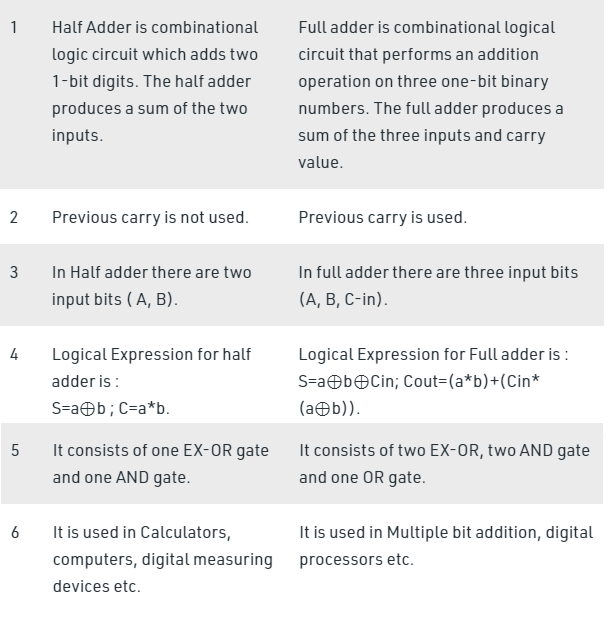 1
Half Adder is combinational
logic circuit which adds two
1-bit digits. The half adder
produces a sum of the two
inputs.
Full adder is combinational logical
circuit that performs an addition
operation on three one-bit binary
numbers. The full adder produces a
sum of the three inputs and carry
value.
2
Previous carry is not used.
Previous carry is used.
3
In Half adder there are two
input bits ( A, B).
In full adder there are three input bits
(A, B, C-in).
4
Logical Expression for half
adder is :
S=a⊕b ; C=a*b.
Logical Expression for Full adder is :
S=a⊕b⊕Cin; Cout=(a*b)+(Cin*
(a⊕b)).
5
It consists of one EX-OR gate
and one AND gate.
It consists of two EX-OR, two AND gate
and one OR gate.
6
It is used in Calculators,
computers, digital measuring
devices etc.
It is used in Multiple bit addition, digital
processors etc.